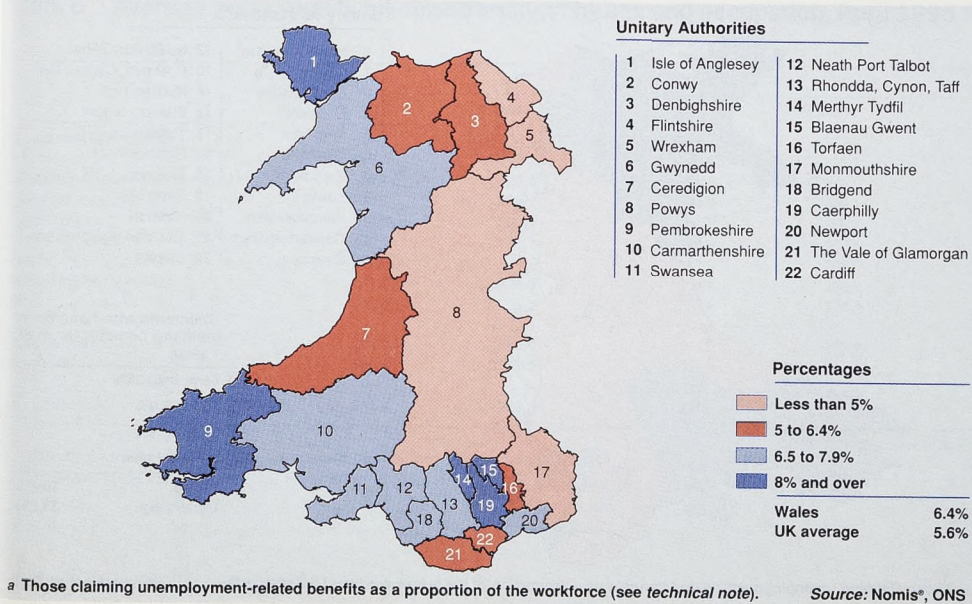 Unitary Authorities
1 Isle of Anglesey
2 Conwy
3 Denbighshire
4 Flintshire
5 Wrexham
6 Gwynedd
7 Ceredigion
8 Powys
9 Pembrokeshire
10 Carmarthenshire
11 Swansea
12 Neath Port Talbot
13 Rhondda, Cynon, Taff
14 Merthyr Tydfil
15 Blaenau Gwent
16 Torfaen
17 Monmouthshire
18 Bridgend
19 Caerphilly
20 Newport
21 The Vale of Glamorgan
22 Cardiff
1
2
3
4
5
6
7
8
9
10
11
12
13
14
15
16
17
18
19
20
21
22
Percentages
Less than 5%
5 to 6.4%
6.5 to 7.9%
8% and over
Wales 6.4%
UK average 5.6%
a Those claiming unemployment-related benefits as a proportion of the workforce (see technical note). Source: Nomis®, ONS